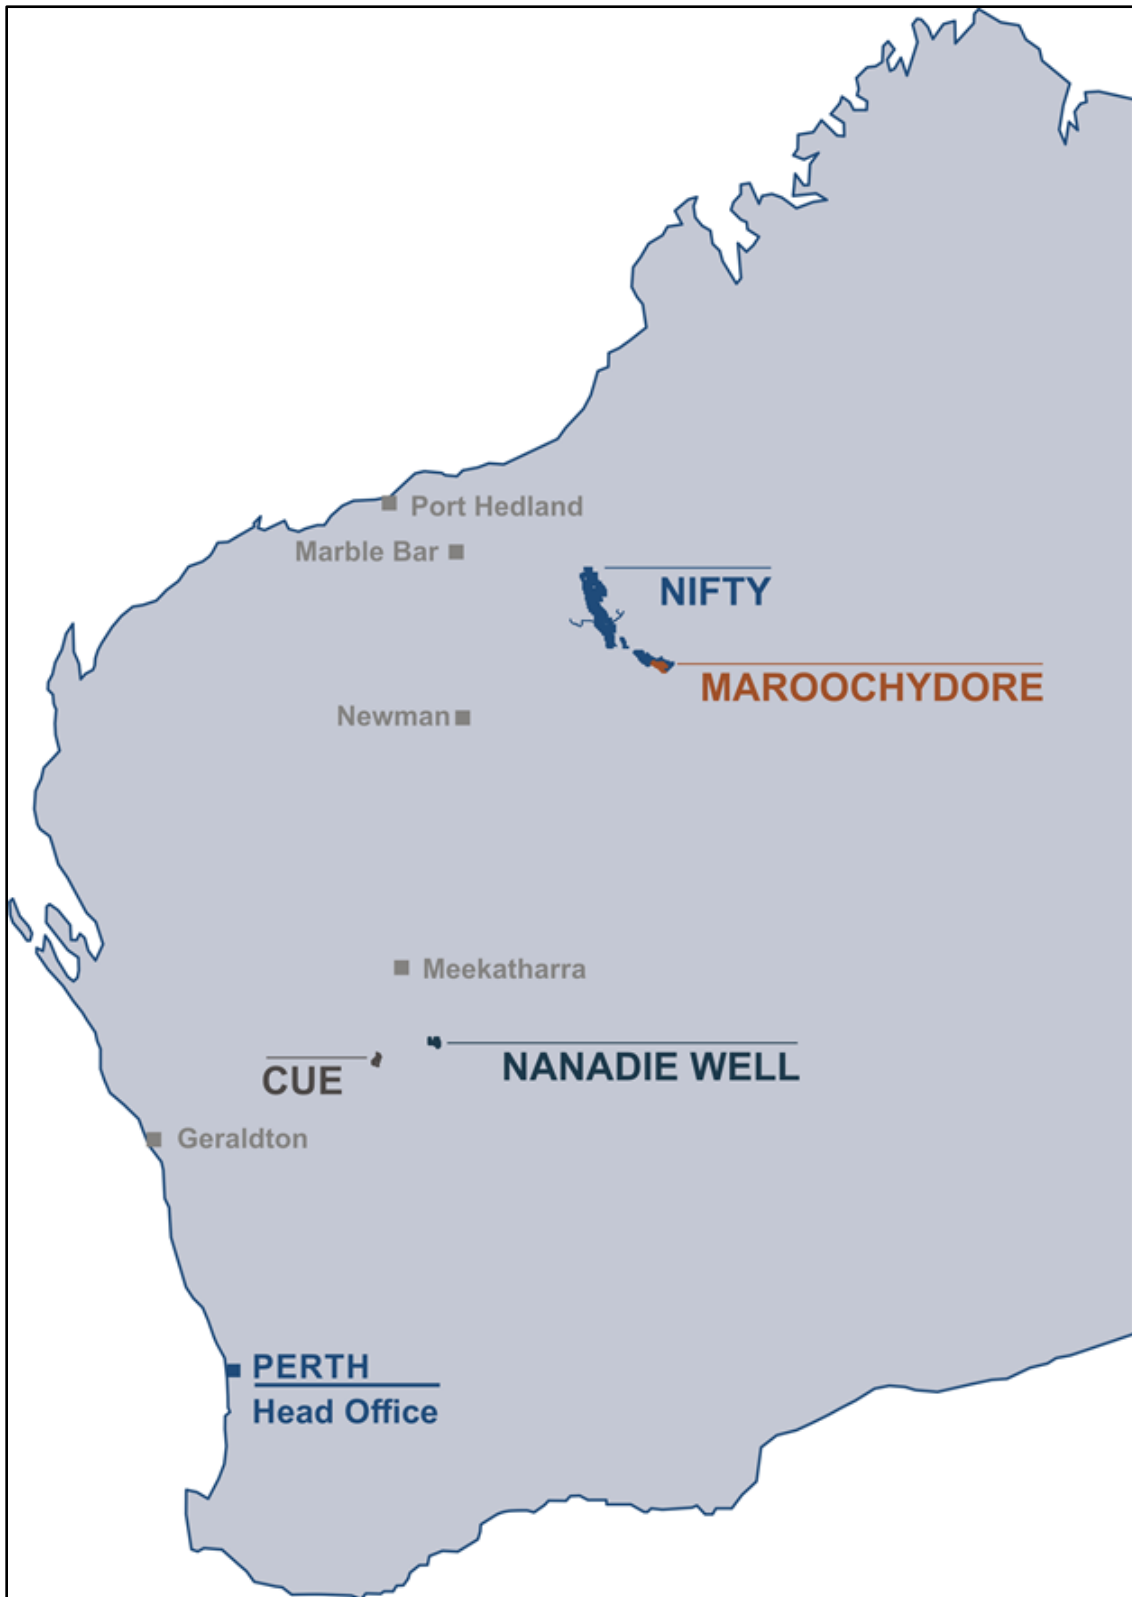 Port Hedland
Marble Bar
NIFTY
MAROOCHYDORE
Newman
Meekatharra
NANADIE WELL
CUE
Geraldton
PERTH
Head Office